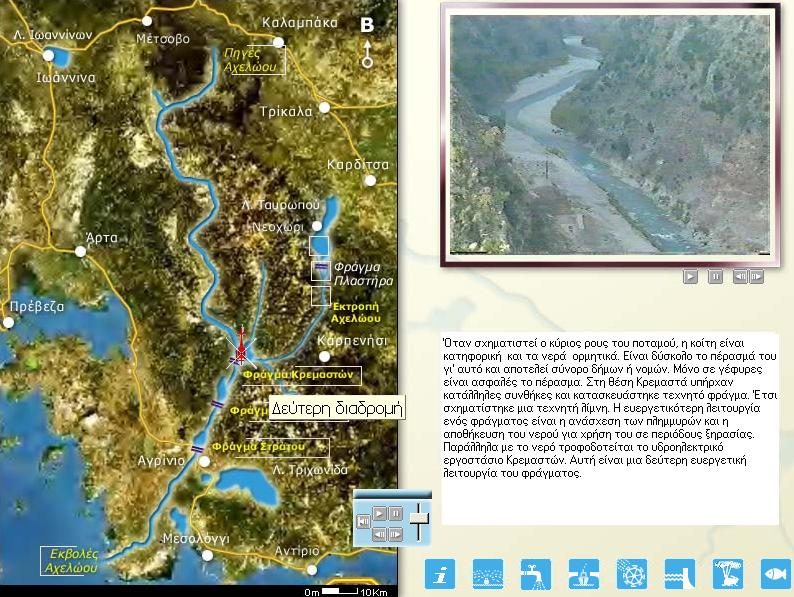 Καλαμπάκα
Β
Λ. Ιωαννίνων
Μέτσοβο
Πηγές
Αχελώου
Ιωάννινα
Τρίκαλα
Καρδίτσα
Λ. Ταυρωπού
Νεοχώρι
Άρτα
Φράγμα
Πλαστήρα
Εκτροπή
Αχελώου
Πρέβεζα
Καρπενήσι
Φράγμα Κρεμαστών
Δεύτερη διαδρομή
Φράγμα Στράτου
Αγρίνιο
Λ. Τριχωνίδα
Μεσολόγγι
Αντίριο
Εκβολές
Αχελώου
0m 10Km
Όταν σχηματιστεί ο κύριος ρους του ποταμού, η κοίτη είναι
κατηφορική και τα νερά ορμητικά. Είναι δύσκολο το πέρασμά του
γι' αυτό και αποτελεί σύνορο δήμων ή νομών. Μόνο σε γέφυρες
είναι ασφαλές το πέρασμα. Στη θέση Κρεμαστά υπήρχαν
κατάλληλες συνθήκες και κατασκευάστηκε τεχνητό φράγμα. Έτσι
σχηματίστηκε μια τεχνητή λίμνη. Η ευεργετικότερη λειτουργία
ενός φράγματος είναι η ανάσχεση των πλημμυρών και η
αποθήκευση του νερού για χρήση του σε περιόδους ξηρασίας.
Παράλληλα με το νερό τροφοδοτείται το υδροηλεκτρικό
εργοστάσιο Κρεμαστών. Αυτή είναι μια δεύτερη ευεργετική
λειτουργία του φράγματος.
i